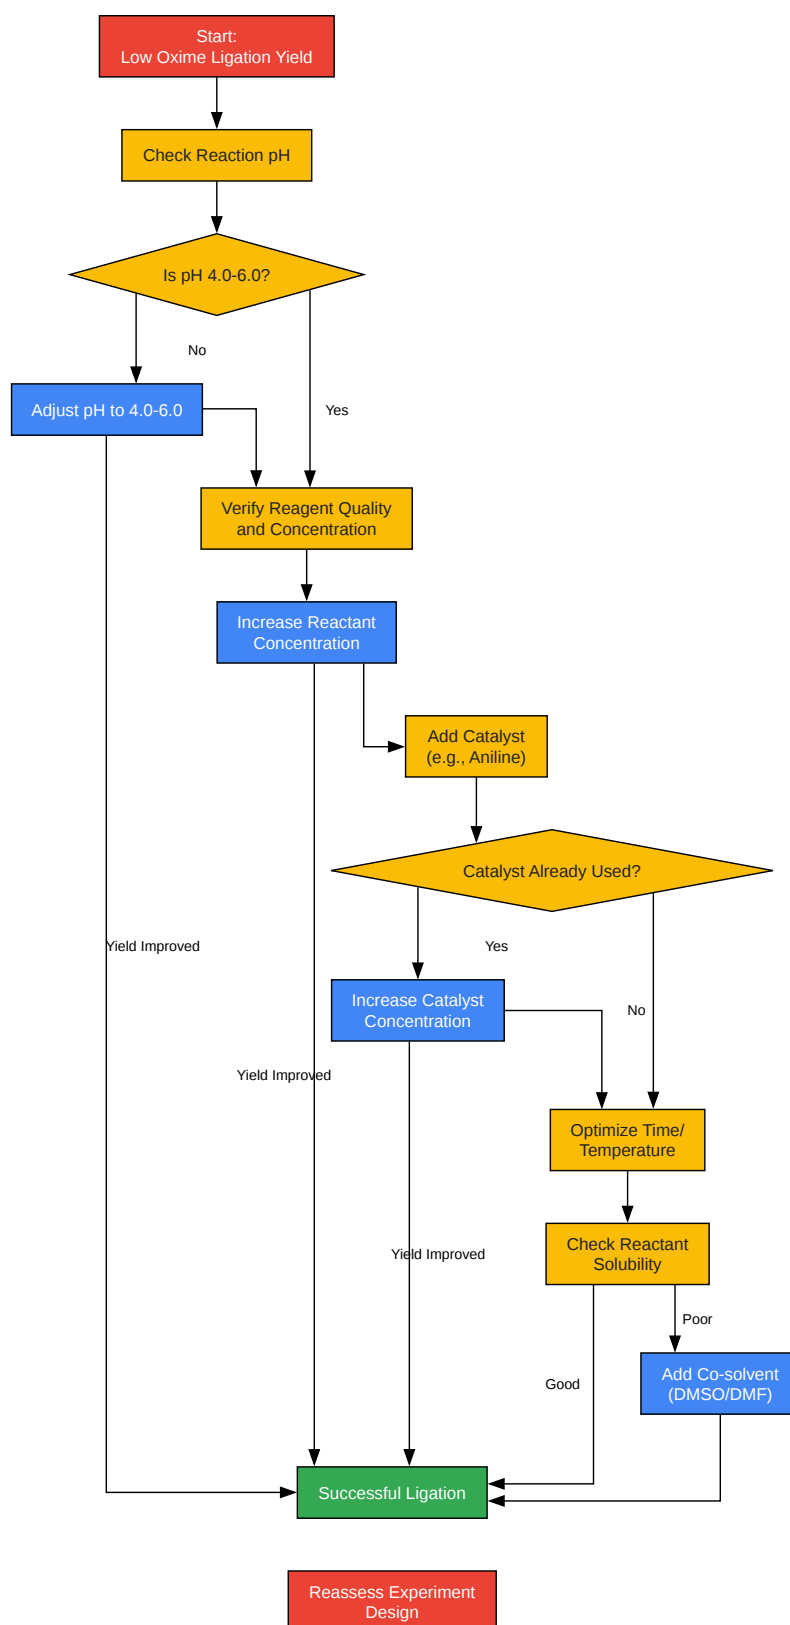 Start:
Low Oxime Ligation Yield
Check Reaction pH
Is pH 4.0-6.0?
No
Adjust pH to 4.0-6.0
Yes
Verify Reagent Quality
and Concentration
Increase Reactant
Concentration
Add Catalyst
(e.g., Aniline)
Catalyst Already Used?
Yield Improved
Yes
Increase Catalyst
Concentration
No
Yield Improved
Optimize Time/
Temperature
Check Reactant
Solubility
Yield Improved
Poor
Add Co-solvent
(DMSO/DMF)
Good
Successful Ligation
Reassess Experiment
Design